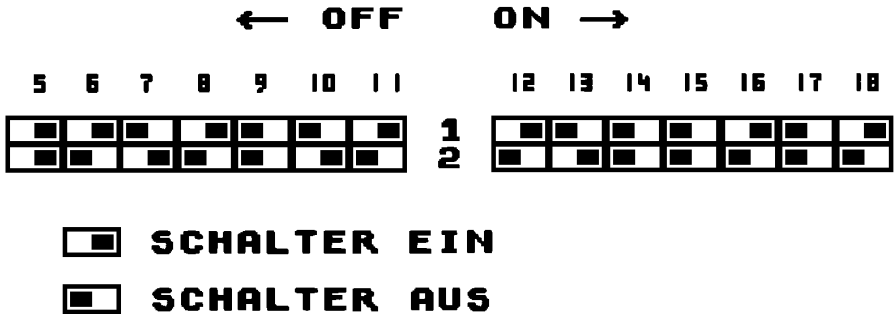 ← OFF ON →
5 6 7 8 9 10 11 12 13 14 15 16 17 18
1
2
SCHALTER EIN
SCHALTER AUS